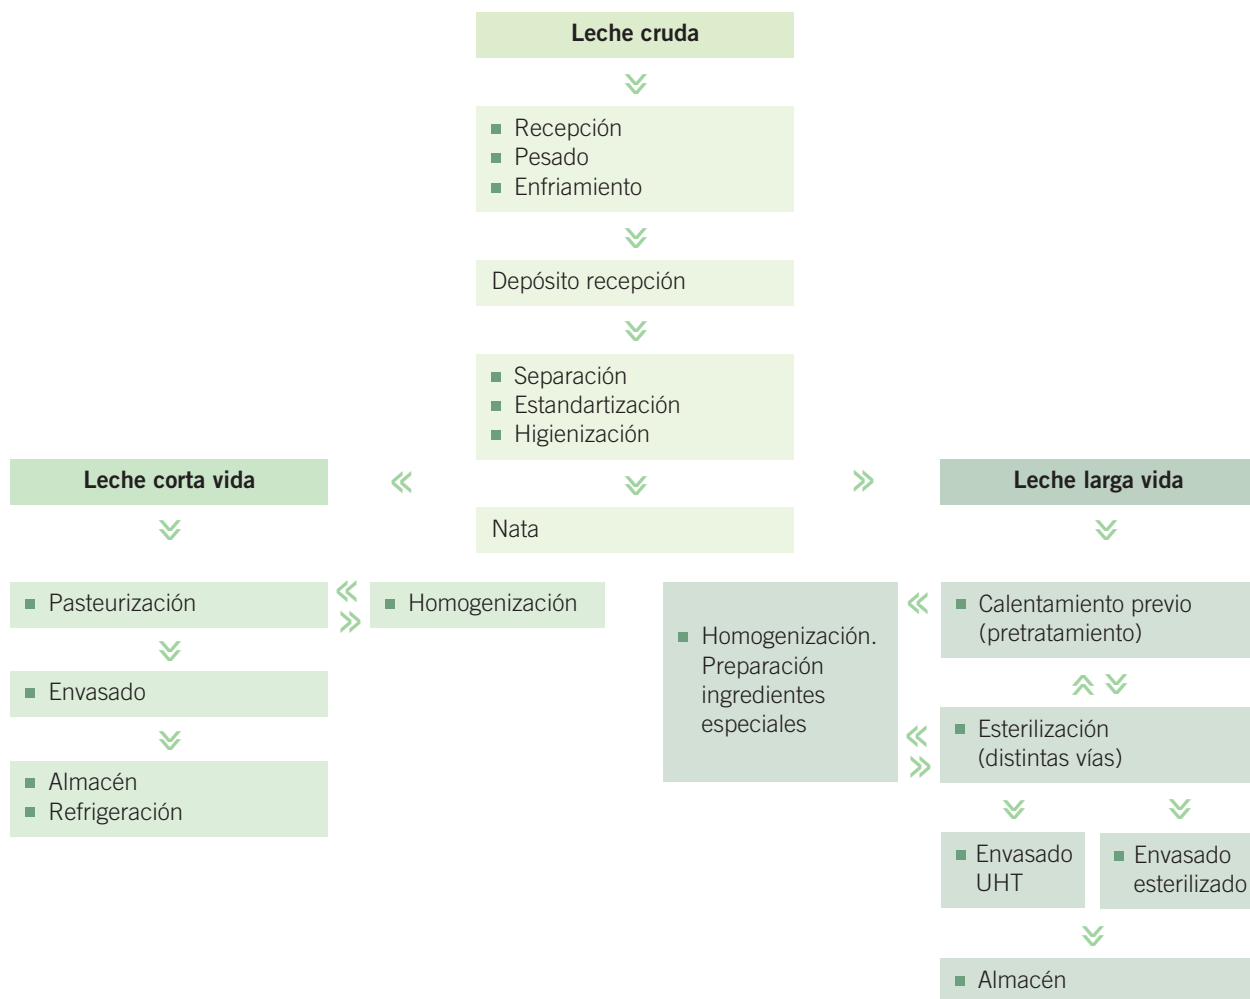 Leche cruda
Recepción
Pesado
Enfriamiento
Depósito recepción
Separación
Estandartización
Higienización
Leche corta vida
Leche larga vida
Nata
Pasteurización
Homogenización
Envasado
Almacén
Refrigeración
Homogenización.
Preparación
ingredientes
especiales
Calentamiento previo
(pretratamiento)
Esterilización
(distintas vías)
Envasado
UHT
Envasado
esterilizado
Almacén